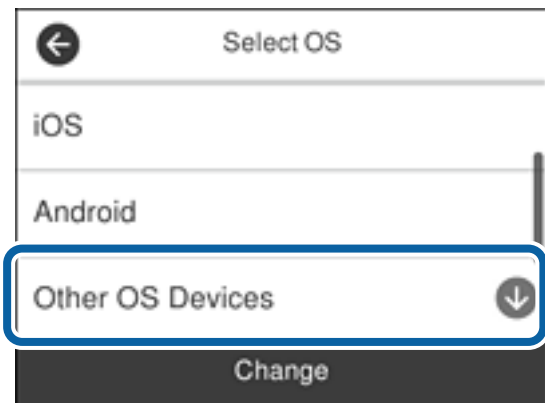 Select OS
iOS
Android
Other OS Devices
Change